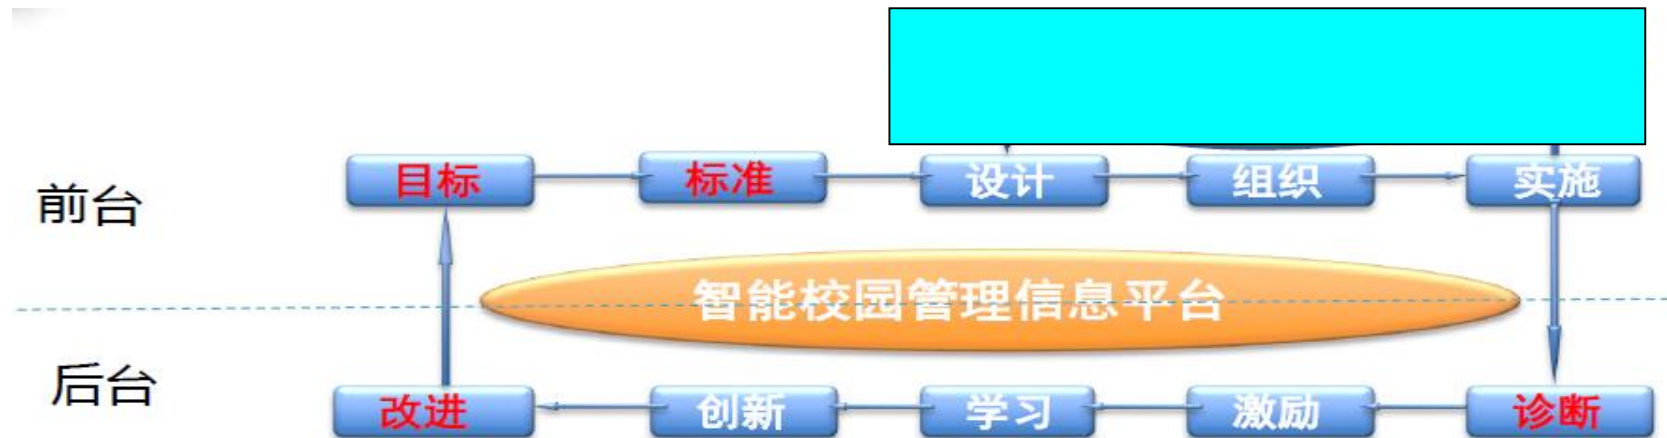 目标 标准 设计 组织 实施
前台
智能校园管理信息平台
后台
改进 创新 学习 激励 诊断